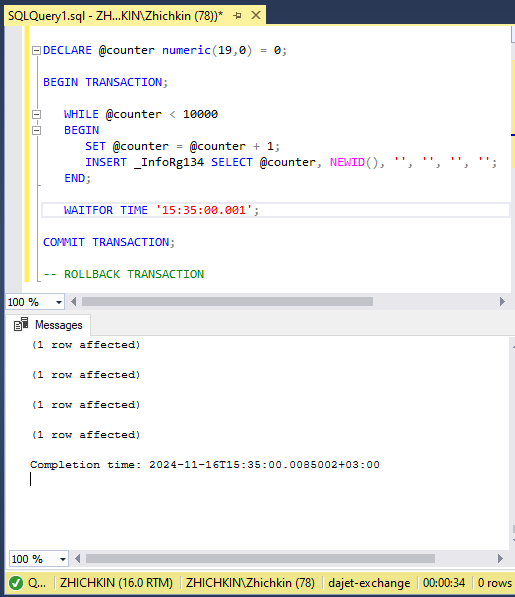 SQLQuery1.sql - ZH...KIN\Zhichkin (78))*
DECLARE @counter numeric(19,0) = 0;
BEGIN TRANSACTION;
WHILE @counter < 10000
BEGIN
SET @counter = @counter + 1;
INSERT _InfoRg134 SELECT @counter, NEWID(), '', '', '', '';
END;
WAITFOR TIME '15:35:00.001';
COMMIT TRANSACTION;
-- ROLLBACK TRANSACTION
100 %
Messages
(1 row affected)
(1 row affected)
(1 row affected)
(1 row affected)
Completion time: 2024-11-16T15:35:00.0085002+03:00
100 %
Q... ZHICHKIN (16.0 RTM) ZHICHKIN\Zhichkin (78) dajet-exchange 00:00:34 0 rows